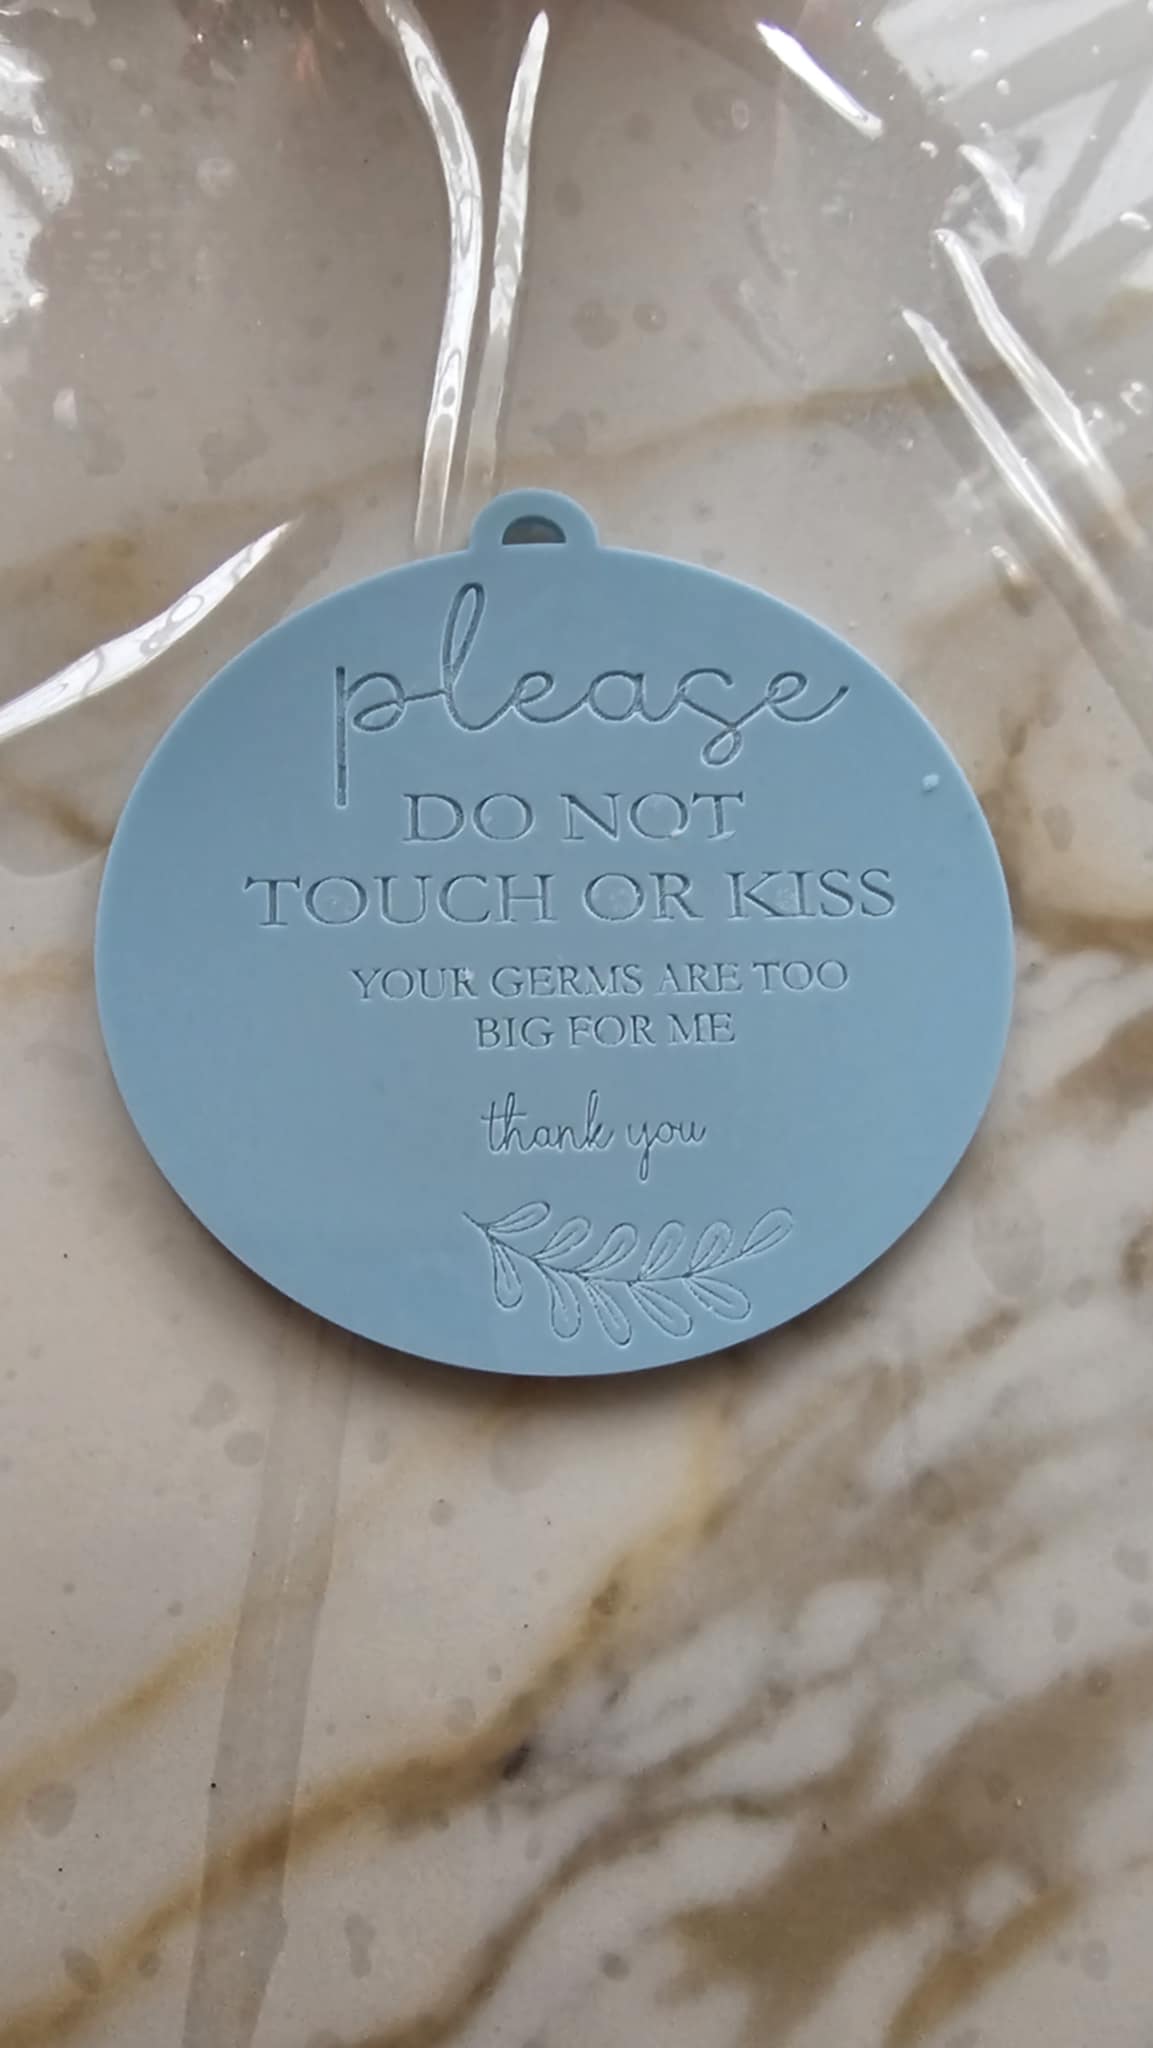 please
DO NOT
TOUCH OR KISS
YOUR GERMS ARE TOO
BIG FOR ME
thank you